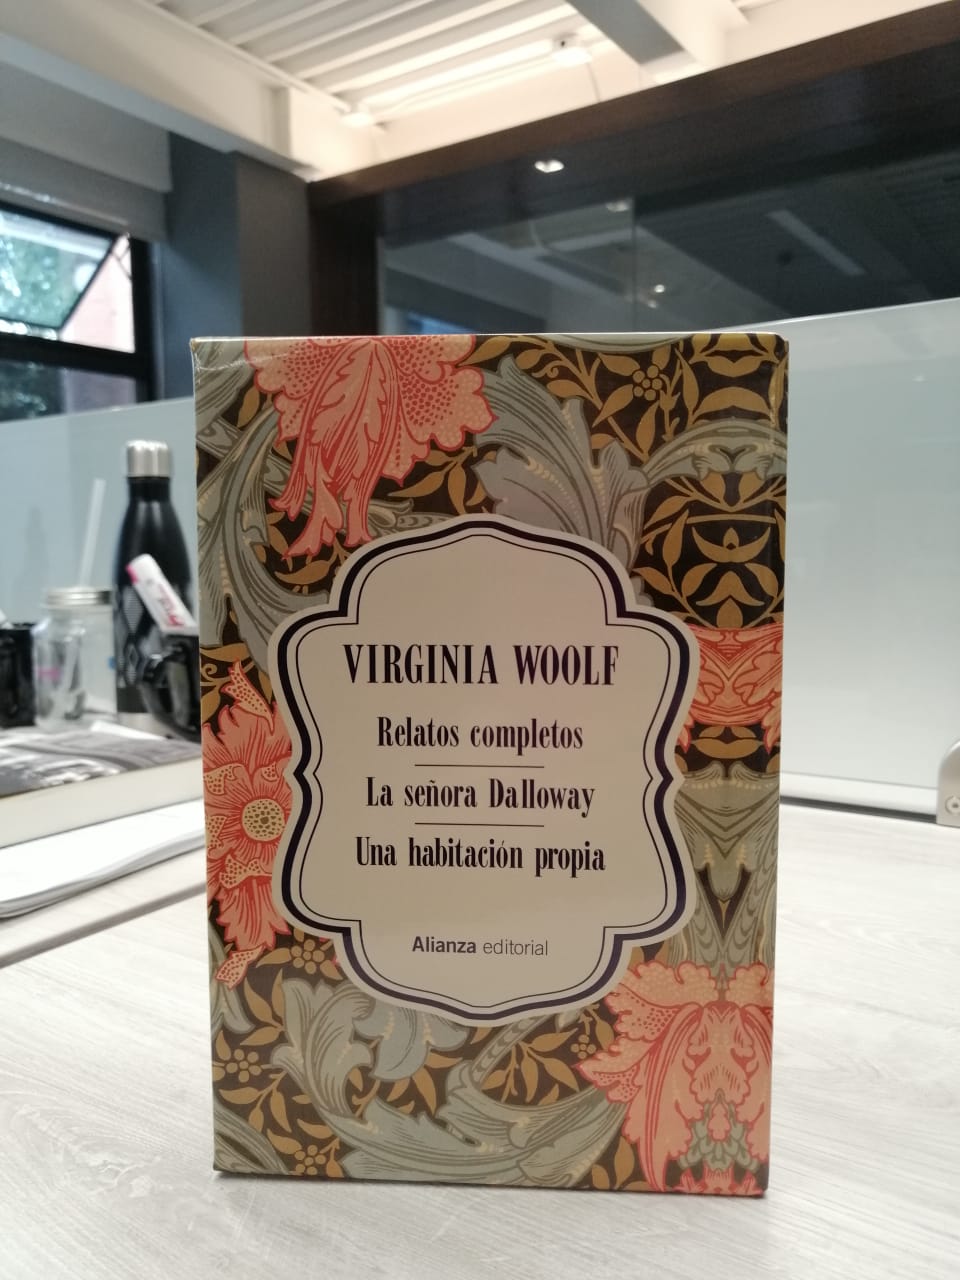 VIRGINIA WOOLF
Relatos completos
La señora Dalloway
Una habitación propia
Alianza editorial